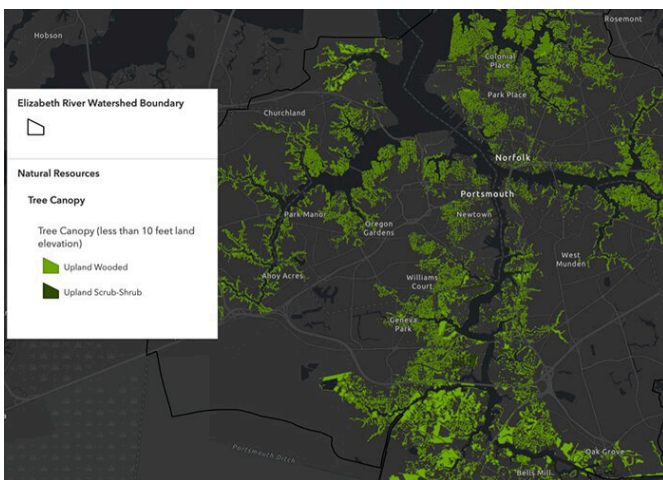 Hobson
Rosemont
Colonial
Place
Park Place
Elizabeth River Watershed Boundary
Churchland
Norfolk
Natural Resources
Portsmouth
Tree Canopy
Park Manor
Newtown
Oregon
Gardens
Tree Canopy (less than 10 feet land
elevation)
West
Munden
Upland Wooded
Ahoy Acres
Williams
Court
Upland Scrub-Shrub
Geneva
Park
Portsmouth Ditch
Oak Grove
Bells Mill